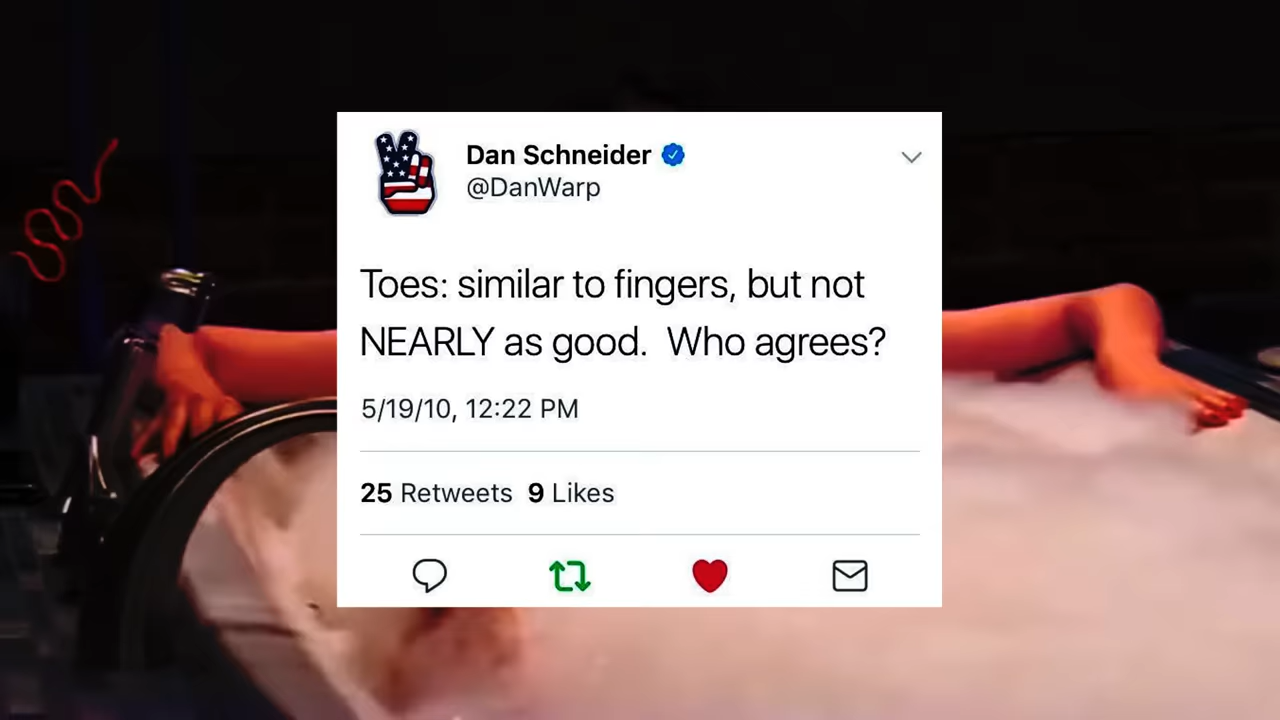 Dan Schneider
@DanWarp
Toes: similar to fingers, but not
NEARLY as good.  Who agrees?
5/19/10, 12:22 PM
25 Retweets  9 Likes